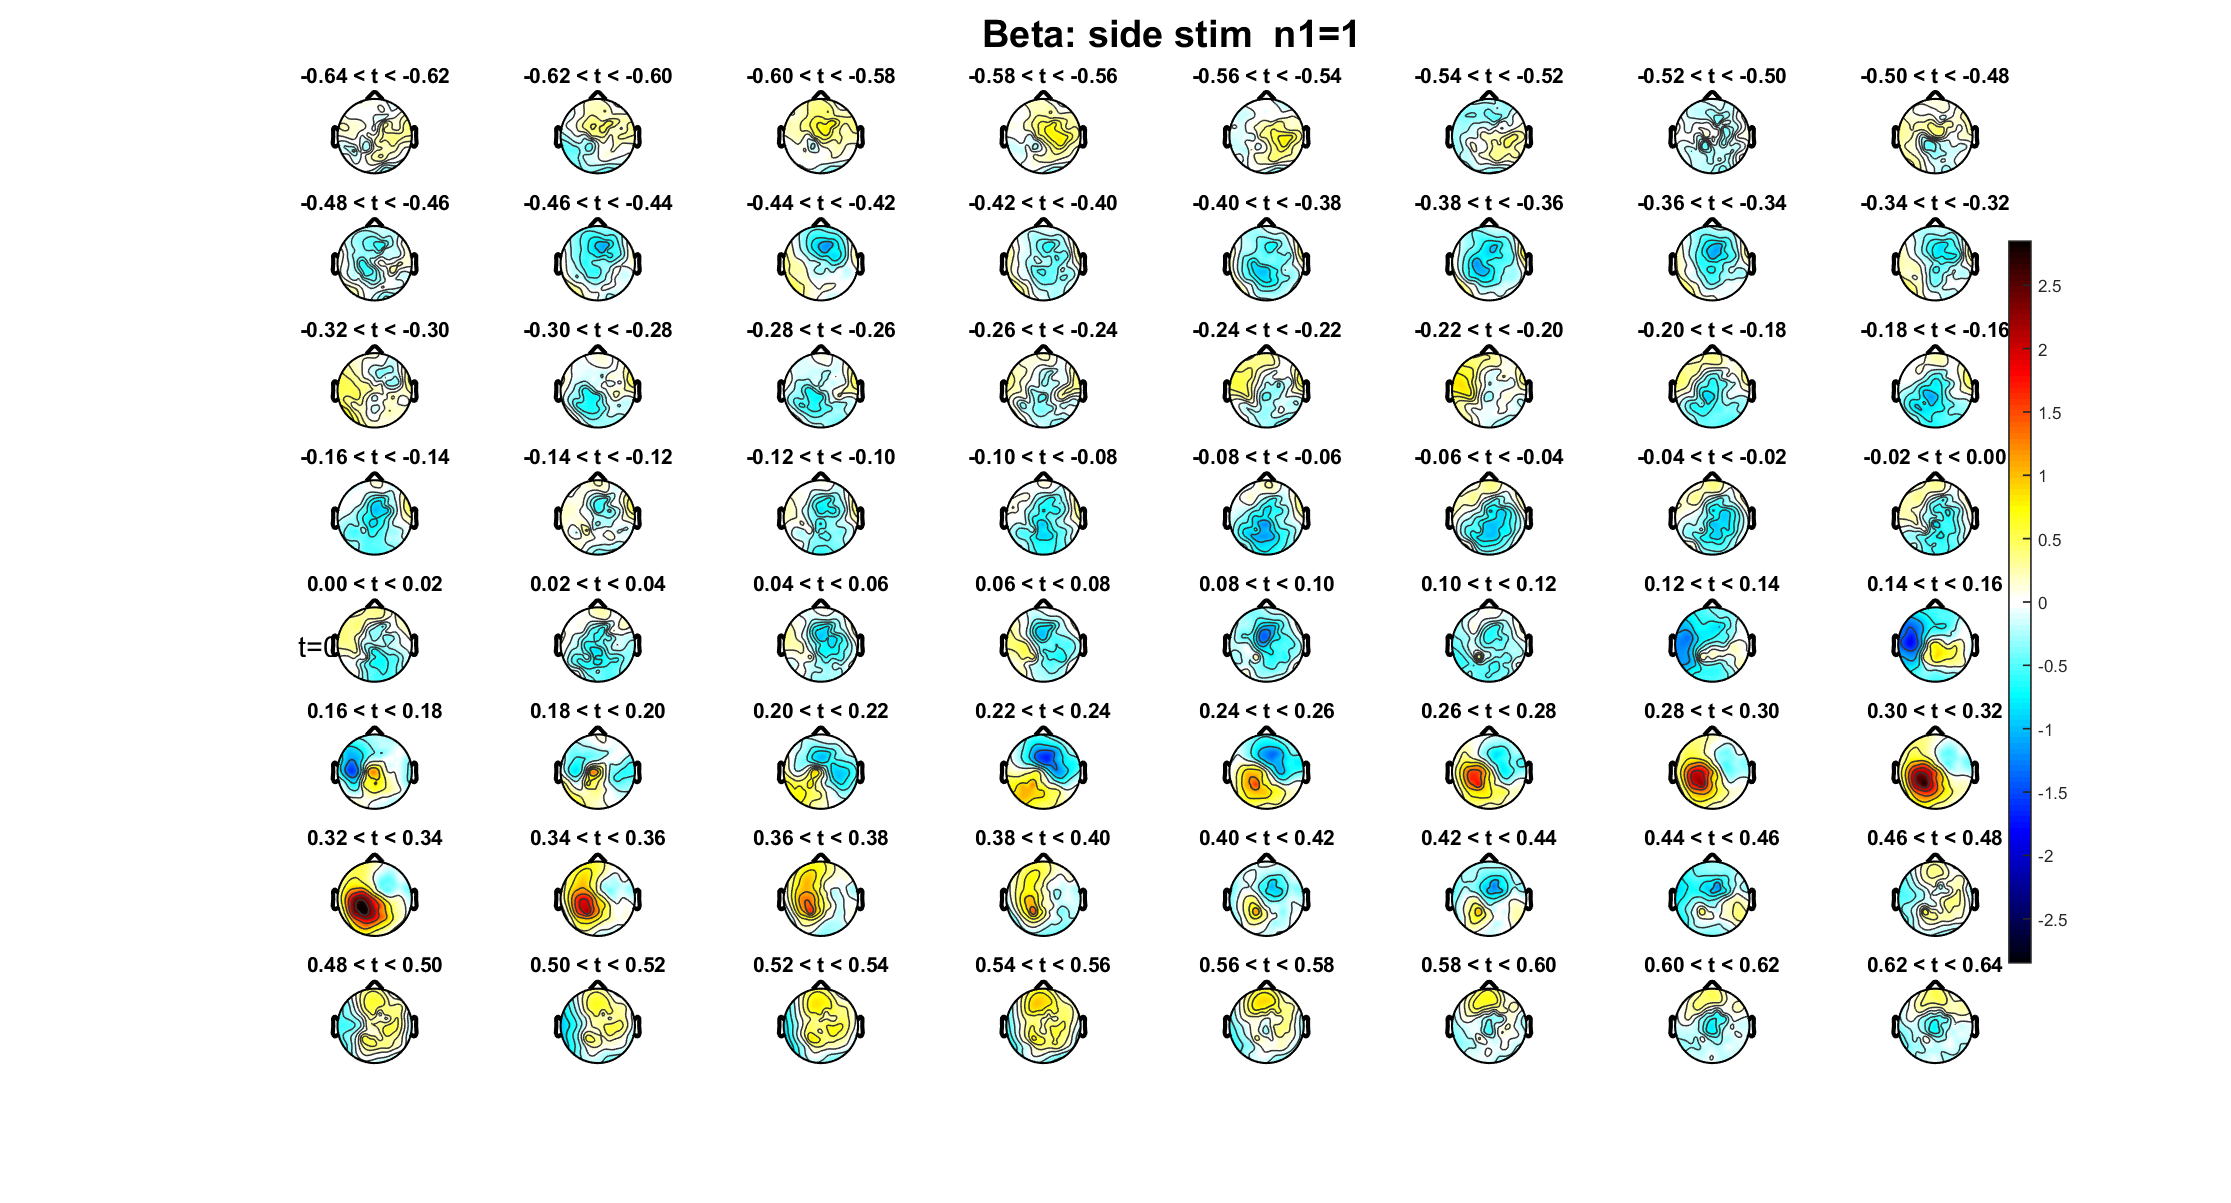 Beta: side stim  n1=1
-0.64 < t < -0.62
-0.62 < t < -0.60
-0.60 < t < -0.58
-0.58 < t < -0.56
-0.56 < t < -0.54
-0.54 < t < -0.52
-0.52 < t < -0.50
-0.50 < t < -0.48
-0.48 < t < -0.46
-0.46 < t < -0.44
-0.44 < t < -0.42
-0.42 < t < -0.40
-0.40 < t < -0.38
-0.38 < t < -0.36
-0.36 < t < -0.34
-0.34 < t < -0.32
-0.32 < t < -0.30
-0.30 < t < -0.28
-0.28 < t < -0.26
-0.26 < t < -0.24
-0.24 < t < -0.22
-0.22 < t < -0.20
-0.20 < t < -0.18
-0.18 < t < -0.16
-0.16 < t < -0.14
-0.14 < t < -0.12
-0.12 < t < -0.10
-0.10 < t < -0.08
-0.08 < t < -0.06
-0.06 < t < -0.04
-0.04 < t < -0.02
-0.02 < t < 0.00
0.00 < t < 0.02
0.02 < t < 0.04
0.04 < t < 0.06
0.06 < t < 0.08
0.08 < t < 0.10
0.10 < t < 0.12
0.12 < t < 0.14
0.14 < t < 0.16
t=0
0.16 < t < 0.18
0.18 < t < 0.20
0.20 < t < 0.22
0.22 < t < 0.24
0.24 < t < 0.26
0.26 < t < 0.28
0.28 < t < 0.30
0.30 < t < 0.32
0.32 < t < 0.34
0.34 < t < 0.36
0.36 < t < 0.38
0.38 < t < 0.40
0.40 < t < 0.42
0.42 < t < 0.44
0.44 < t < 0.46
0.46 < t < 0.48
0.48 < t < 0.50
0.50 < t < 0.52
0.52 < t < 0.54
0.54 < t < 0.56
0.56 < t < 0.58
0.58 < t < 0.60
0.60 < t < 0.62
0.62 < t < 0.64
2.5
2
1.5
1
0.5
0
-0.5
-1
-1.5
-2
-2.5